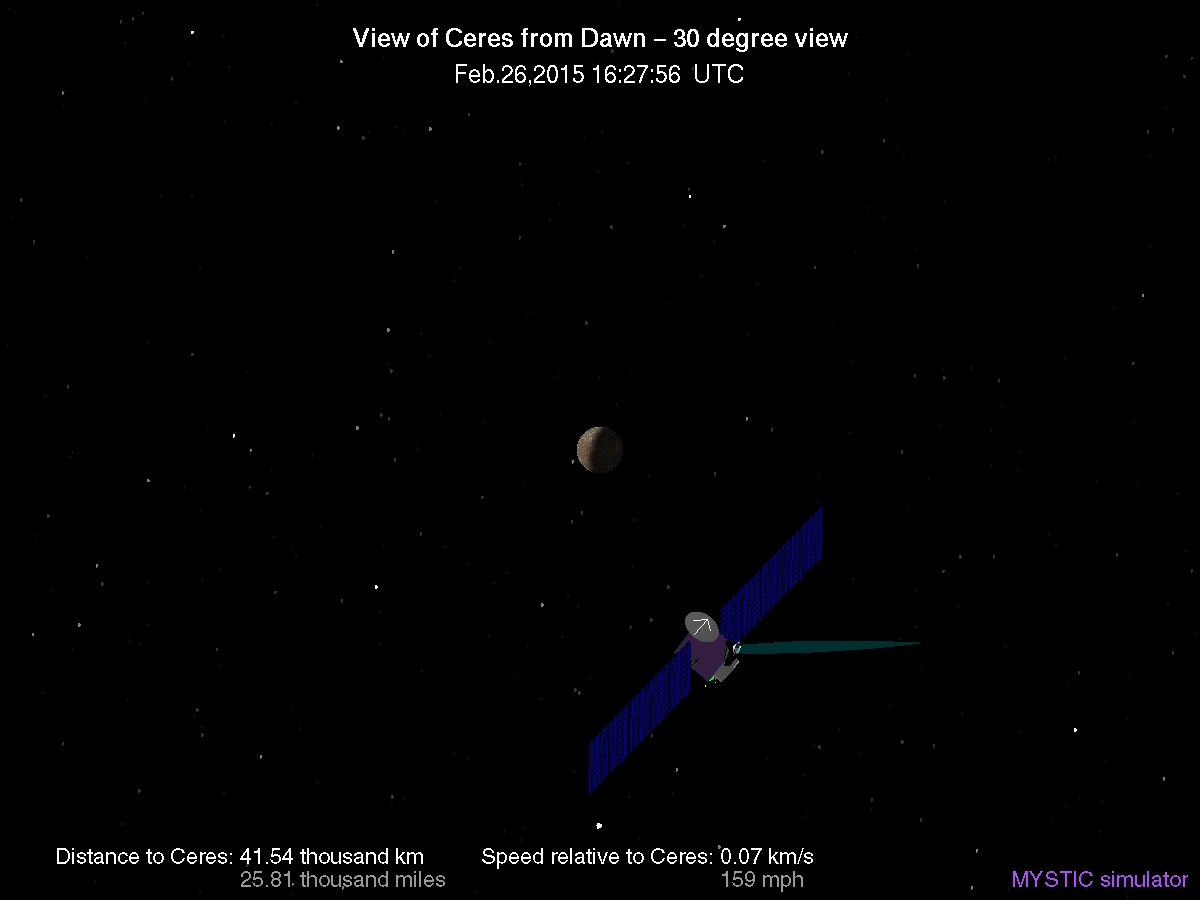 View of Ceres from Dawn – 30 degree view
Feb.26,2015 16:27:56 UTC
Distance to Ceres: 41.54 thousand km
25.81 thousand miles
Speed relative to Ceres: 0.07 km/s
159 mph
MYSTIC simulator